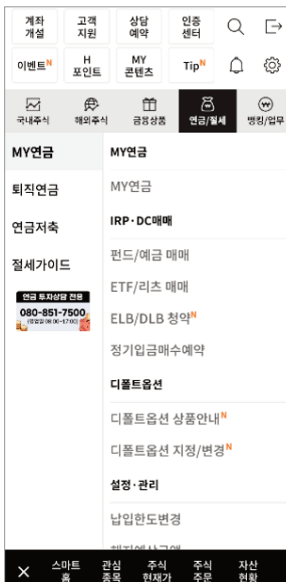 계좌
개설
고객
지원
상담
예약
인증
센터
이벤트N
H
포인트
MY
콘텐츠
TipN
국내주식
해외주식
금융상품
연금/절세
뱅킹/업무
MY연금
퇴직연금
연금저축
절세가이드
연금 투자상담 전용
080-851-7500
(영업일 08:00-17:00)
MY연금
MY연금
IRP·DC매매
펀드/예금 매매
ETF/리츠 매매
ELB/DLB 청약N
정기입금매수예약
디폴트옵션
디폴트옵션 상품안내N
디폴트옵션 지정/변경N
설정·관리
납입한도변경
스마트
홈
관심
종목
주식
현재가
주식
주문
자산
현황